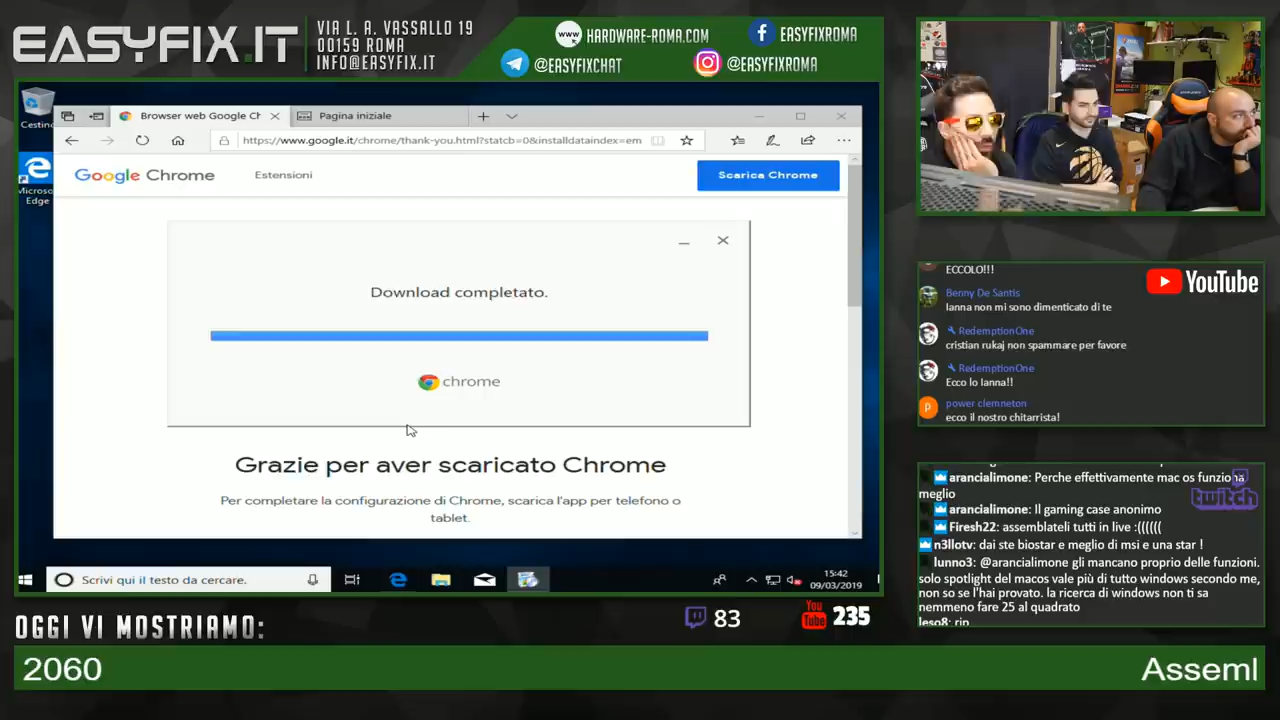 EASYFIX.IT
VIA L. A. VASSALLO 19
00159 ROMA
INFO@EASYFIX.IT
www
HARDWARE-ROMA.COM
EASYFIXROMA
@EASYFIXCHAT
@EASYFIXROMA
Cestino
Microsoft
Edge
Browser web Google Ch
Pagina iniziale
https://www.google.it/chrome/thank-you.html?statcb=0&installdataindex=em
Google Chrome
Estensioni
Scarica Chrome
Download completato.
chrome
Grazie per aver scaricato Chrome
Per completare la configurazione di Chrome, scarica l'app per telefono o
tablet.
Scrivi qui il testo da cercare.
15:42
09/03/2019
ECCOLO!!!
YouTube
Benny De Santis
Ianna non mi sono dimenticato di te
RedemptionOne
cristian rukaj non spammare per favore
RedemptionOne
Ecco lo Ianna!!
power clemneton
ecco il nostro chitarrista!
arancialimone: Perche effettivamente mac os funziona
meglio
twitch
arancialimone: Il gaming case anonimo
Firesh22: assemblateli tutti in live :((((((
n3llotv: dai ste biostar e meglio di msi e una star !
lunno3: @arancialimone gli mancano proprio delle funzioni.
solo spotlight del macos vale più di tutto windows secondo me,
non so se l'hai provato. la ricerca di windows non ti sa
nemmeno fare 25 al quadrato
leso8: rip
OGGI VI MOSTRIAMO:
83
You
Tube
235
2060
Asseml